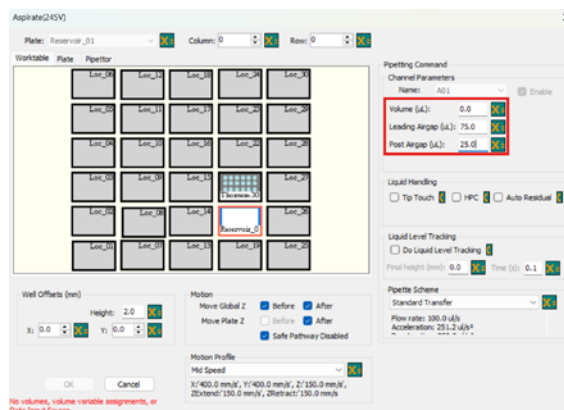 Aspirate(24SV)
Plate: Reservoir_01 Column: 0 Row: 0
Worktable Plate Pipettor
Loc_06 Loc_12 Loc_18 Loc_24 Loc_30
Loc_05 Loc_11 Loc_17 Loc_23 Loc_29
Loc_04 Loc_10 Loc_16 Loc_22 Loc_28
Loc_03 Loc_09 Loc_15 Thomson-30 Loc_27
Loc_02 Loc_08 Loc_14 Reservoir_0 Loc_26
Loc_01 Loc_07 Loc_13 Loc_19 Loc_25
Pipetting Command
Channel Parameters
Name: A01 Enable
Volume (uL): 0.0
Leading Airgap (uL): 75.0
Post Airgap (uL): 25.0
Liquid Handling
Tip Touch HPC Auto Residual
Liquid Level Tracking
Do Liquid Level Tracking
Final height (mm): 0.0 Time (s): 0.1
Pipette Scheme
Standard Transfer
Flow rate: 100.0 ul/s
Acceleration: 251.2 ul/s²
Well Offsets (mm)
Height: 2.0
X: 0.0 Y: 0.0
Motion
Move Global Z Before After
Move Plate Z Before After
Safe Pathway Disabled
Motion Profile
Mid Speed
X:'400.0 mm/s', Y:'400.0 mm/s', Z:'150.0 mm/s',
ZExtend:'150.0 mm/s', ZRetract:'150.0 mm/s'
OK Cancel
No volumes, volume variable assignments, or
Data Input Source